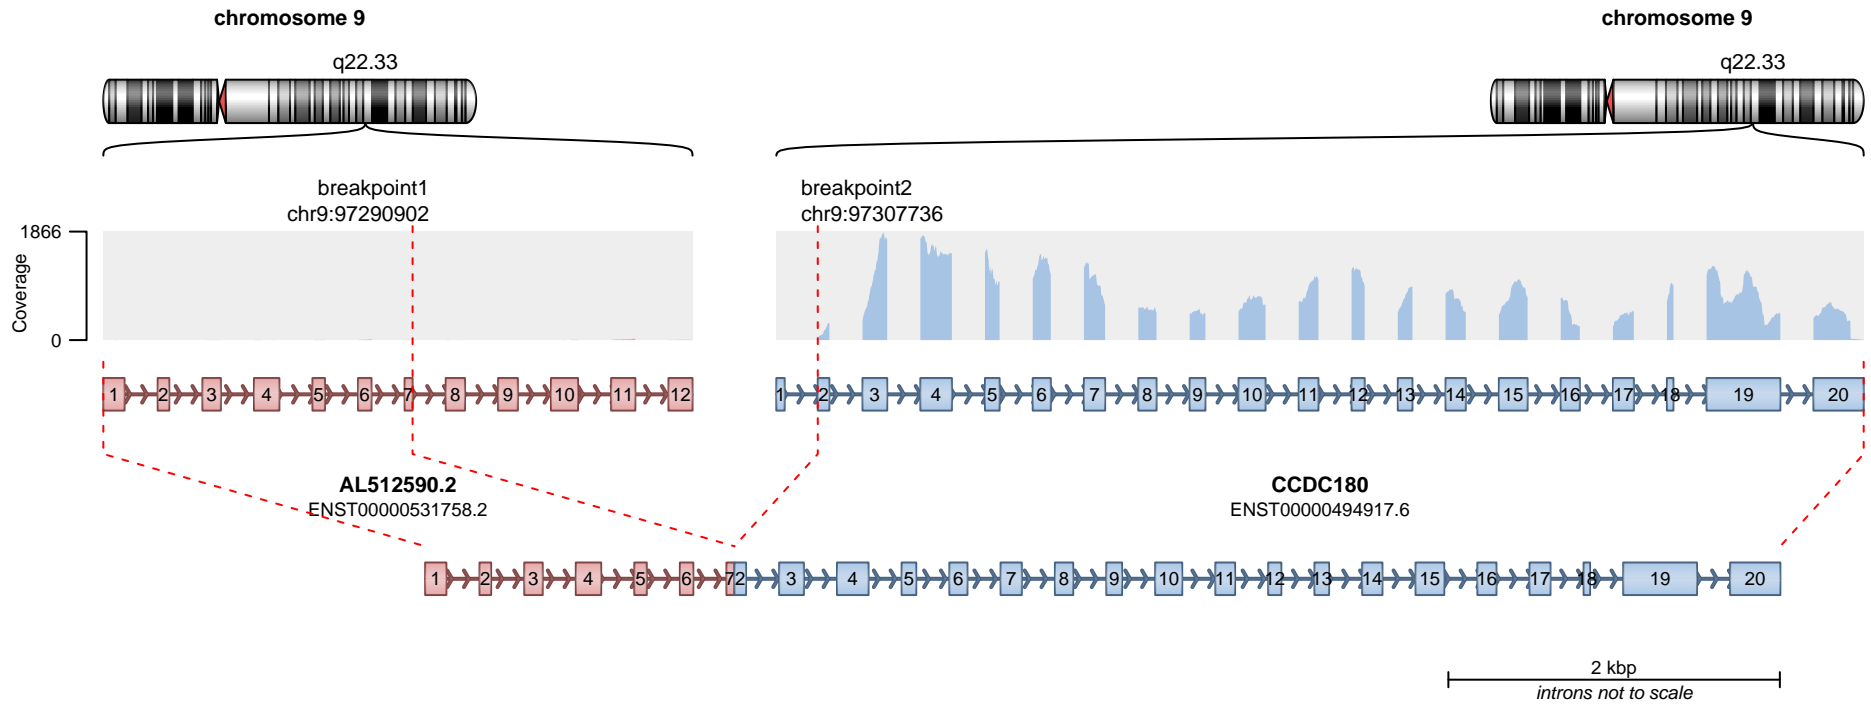 chromosome 9
chromosome 9
q22.33
q22.33
breakpoint1
chr9:97290902
breakpoint2
chr9:97307736
1866
Coverage
0
1 2 3 4 5 6 7 8 9 10 11 12
1 2 3 4 5 6 7 8 9 10 11 12 13 14 15 16 17 18 19 20
AL512590.2
ENST00000531758.2
CCDC180
ENST00000494917.6
1 2 3 4 5 6 7 2 3 4 5 6 7 8 9 10 11 12 13 14 15 16 17 18 19 20
2 kbp
introns not to scale